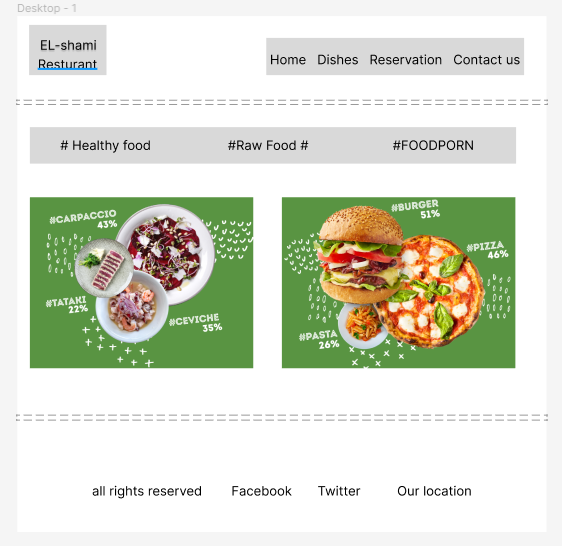 Desktop - 1
EL-shami
Resturant
Home Dishes Reservation Contact us
# Healthy food #Raw Food # #FOODPORN
#CARPACCIO
43%
#TATAKI
22%
#CEVICHE
35%
#BURGER
51%
#PIZZA
46%
#PASTA
26%
all rights reserved Facebook Twitter Our location